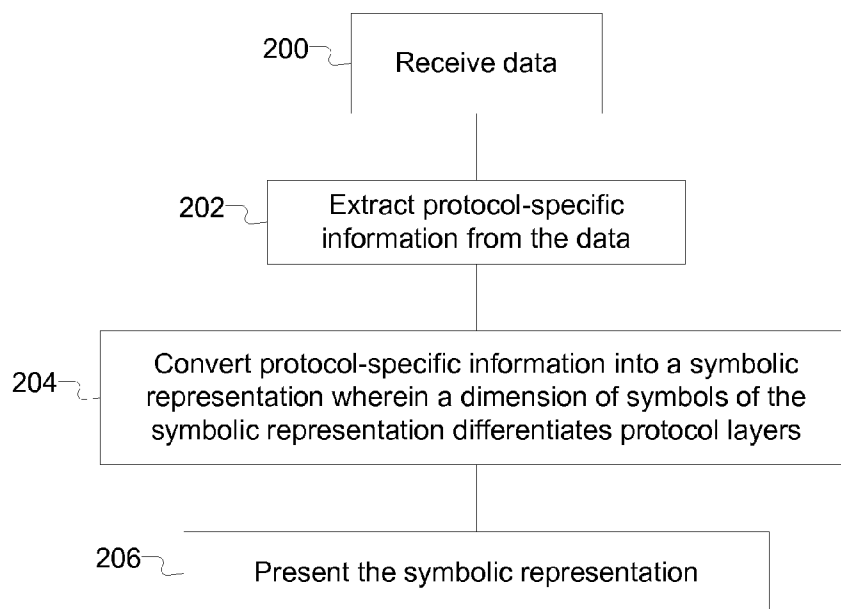 200
Receive data
202
Extract protocol-specific
information from the data
204
Convert protocol-specific information into a symbolic
representation wherein a dimension of symbols of the
symbolic representation differentiates protocol layers
206
Present the symbolic representation